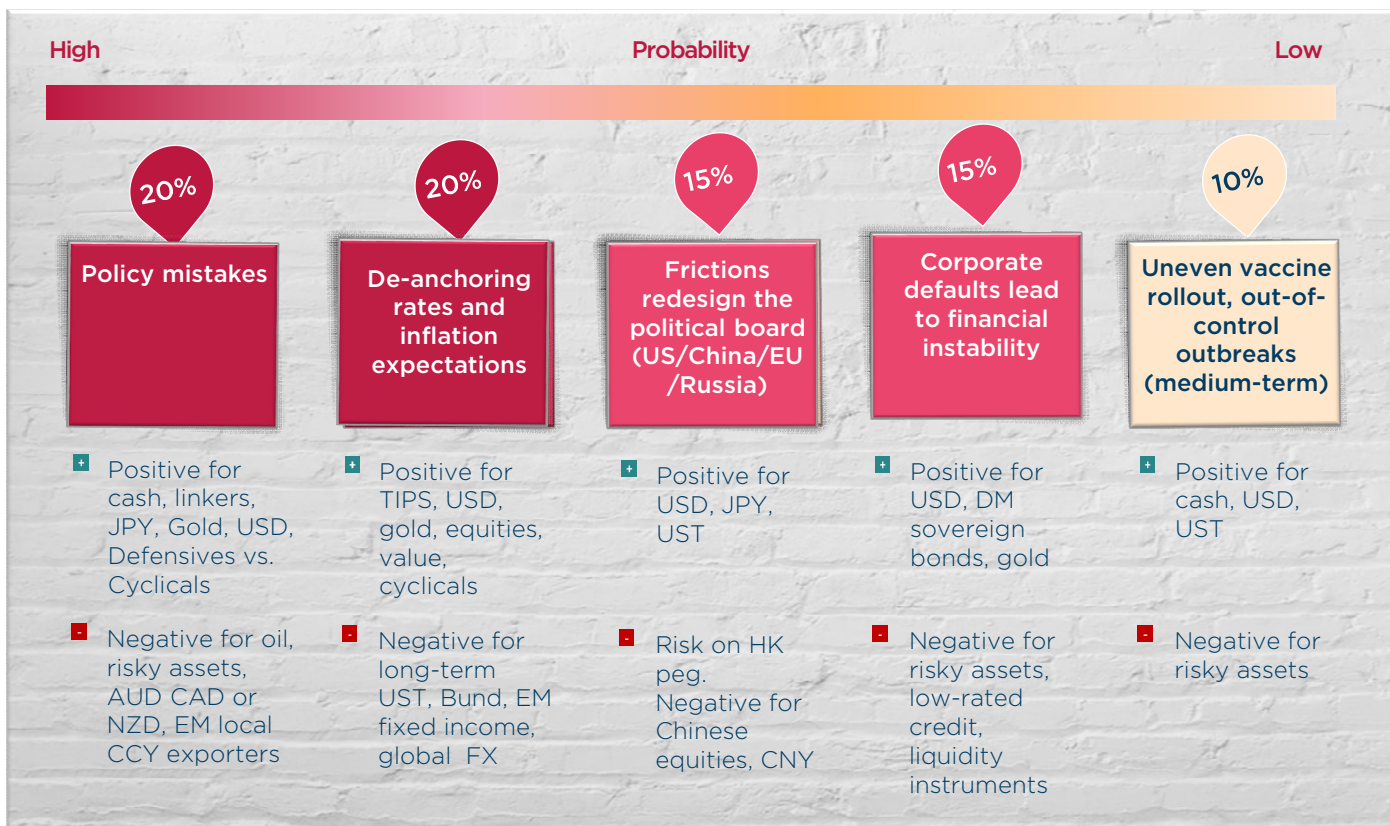 High
Probability
Low
20%
20%
15%
15%
10%
Policy mistakes
De-anchoring
rates and
inflation
expectations
Frictions
redesign the
political board
(US/China/EU
/Russia)
Corporate
defaults lead
to financial
instability
Uneven vaccine
rollout, out-of-
control
outbreaks
(medium-term)
+
Positive for
cash, linkers,
JPY, Gold, USD,
Defensives vs.
Cyclicals
+
Positive for
TIPS, USD,
gold, equities,
value,
cyclicals
+
Positive for
USD, JPY,
UST
+
Positive for
USD, DM
sovereign
bonds, gold
+
Positive for
cash, USD,
UST
-
Negative for oil,
risky assets,
AUD CAD or
NZD, EM local
CCY exporters
-
Negative for
long-term
UST, Bund, EM
fixed income,
global FX
-
Risk on HK
peg.
Negative for
Chinese
equities, CNY
-
Negative for
risky assets,
low-rated
credit,
liquidity
instruments
-
Negative for
risky assets